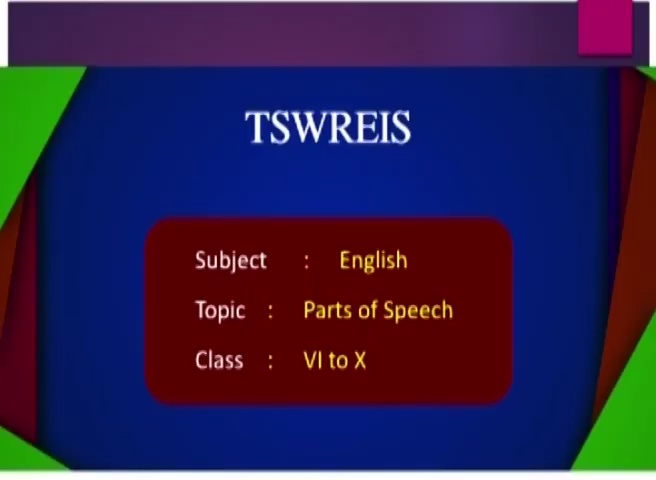 TSWREIS
Subject : English
Topic : Parts of Speech
Class : VI to X